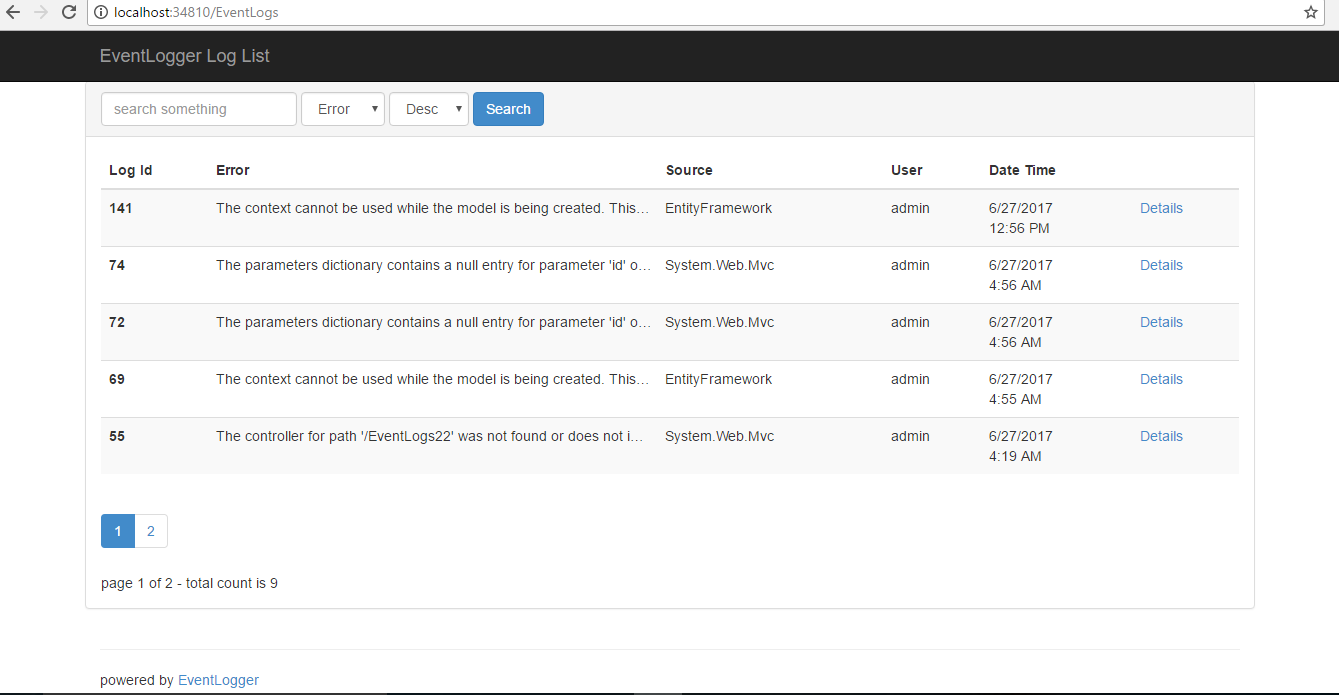 localhost:34810/EventLogs
EventLogger Log List
search something Error Desc Search
Log Id Error Source User Date Time
141 The context cannot be used while the model is being created. This... EntityFramework admin 6/27/2017 Details
12:56 PM
74 The parameters dictionary contains a null entry for parameter 'id' o... System.Web.Mvc admin 6/27/2017 Details
4:56 AM
72 The parameters dictionary contains a null entry for parameter 'id' o... System.Web.Mvc admin 6/27/2017 Details
4:56 AM
69 The context cannot be used while the model is being created. This... EntityFramework admin 6/27/2017 Details
4:55 AM
55 The controller for path '/EventLogs22' was not found or does not i... System.Web.Mvc admin 6/27/2017 Details
4:19 AM
1 2
page 1 of 2 - total count is 9
powered by EventLogger